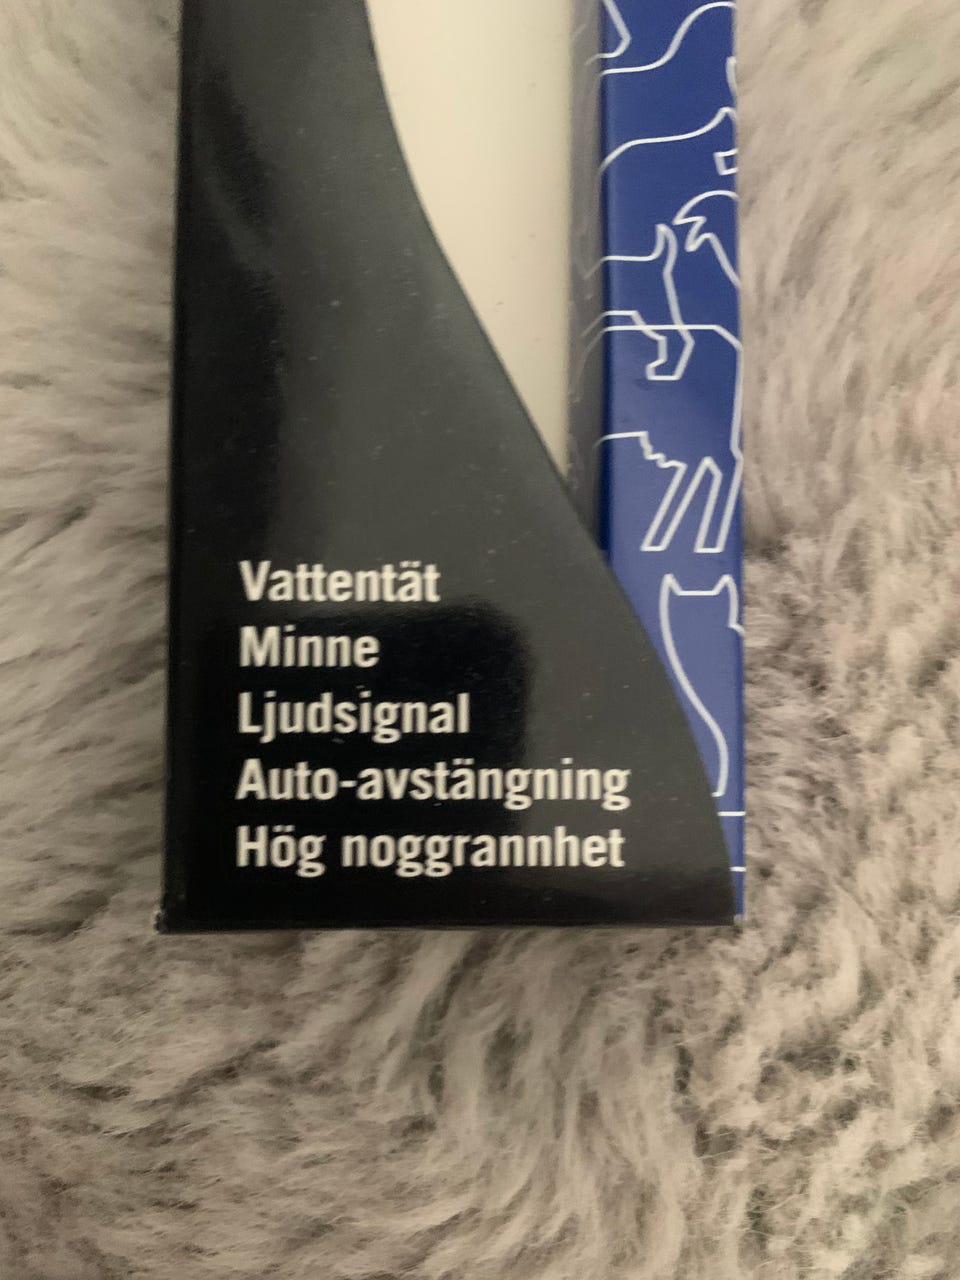 Vattentät
Minne
Ljudsignal
Auto-avstängning
Hög noggrannhet